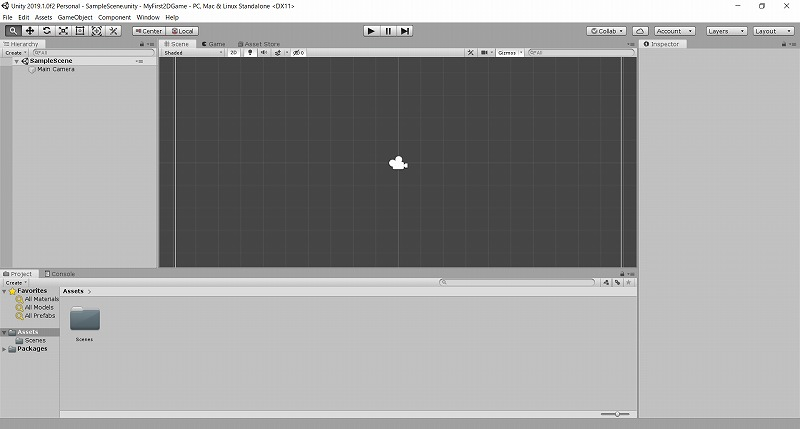 Unity 2019.1.0f2 Personal - SampleScene.unity - MyFirst2DGame - PC, Mac & Linux Standalone <DX11>
File Edit Assets GameObject Component Window Help
Center Local Collab Account Layers Layout
Hierarchy Scene Game Asset Store Inspector
Create All Shaded 2D 0 Gizmos All
SampleScene
Main Camera
Project Console
Create
Favorites Assets >
All Materials
All Models
All Prefabs
Assets
Scenes Scenes
Packages